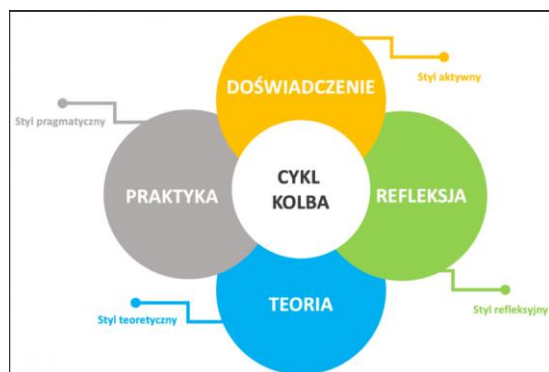 DOŚWIADCZENIE
Styl aktywny
Styl pragmatyczny
PRAKTYKA
CYKL
KOLBA
REFLEKSJA
TEORIA
Styl teoretyczny
Styl refleksyjny